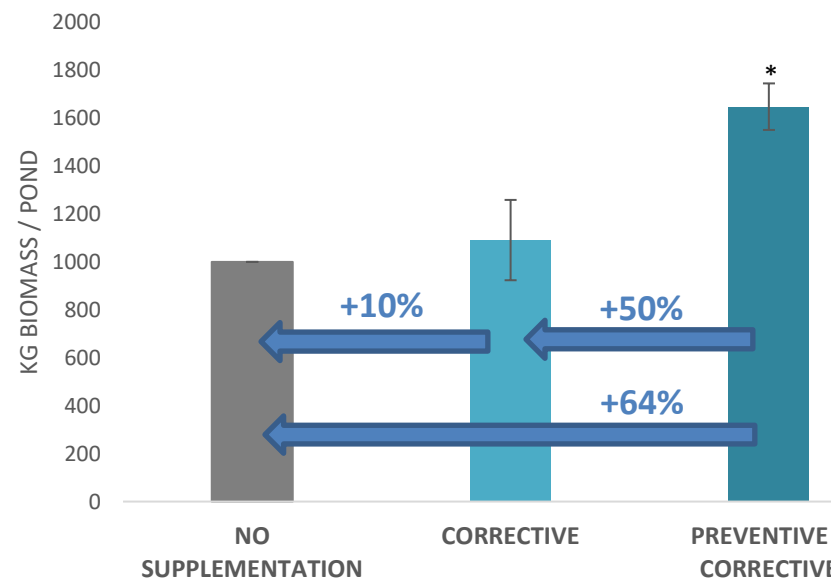 KG BIOMASS / POND
2000
1800
1600
1400
1200
1000
800
600
400
200
0
*
+10%
+50%
+64%
NO
SUPPLEMENTATION
CORRECTIVE
PREVENTIVE
CORRECTIVE